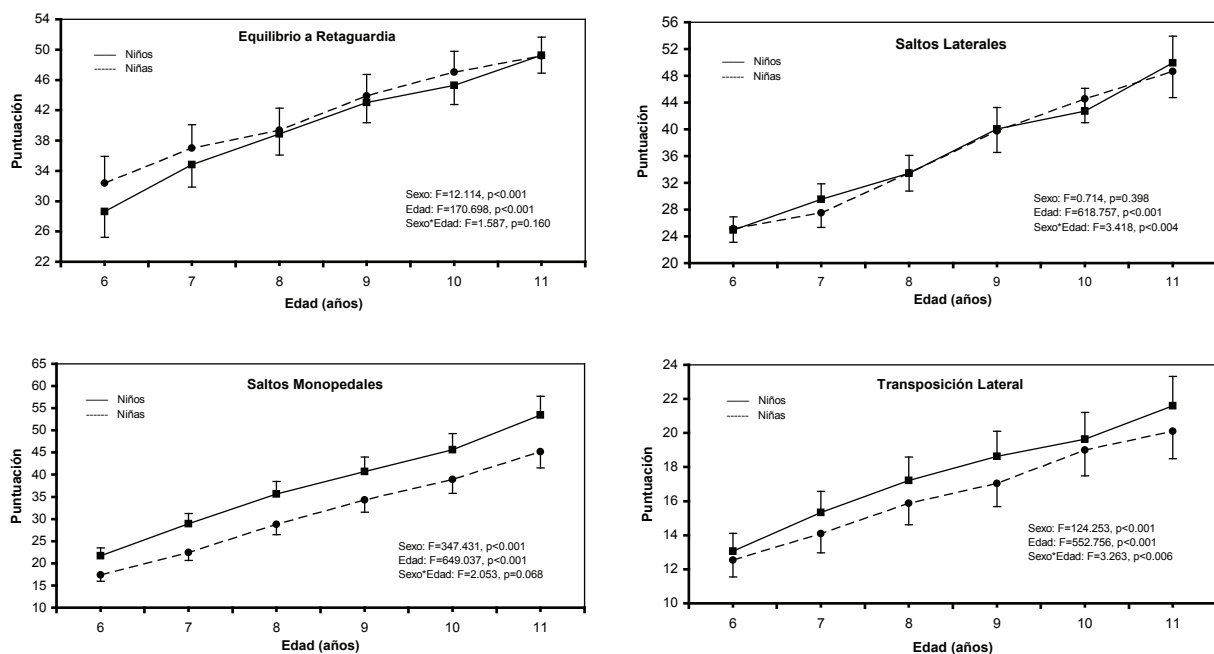 Equilibrio a Retaguardia
Niños
Niñas
Puntuación
54
50
46
42
38
34
30
26
22
Sexo: F=12.114, p<0.001
Edad: F=170.698, p<0.001
Sexo*Edad: F=1.587, p=0.160
6 7 8 9 10 11
Edad (años)
Saltos Laterales
Niños
Niñas
Puntuación
56
52
48
44
40
36
32
28
24
20
Sexo: F=0.714, p=0.398
Edad: F=618.757, p<0.001
Sexo*Edad: F=3.418, p<0.004
6 7 8 9 10 11
Edad (años)
Saltos Monopedales
Niños
Niñas
Puntuación
65
60
55
50
45
40
35
30
25
20
15
10
Sexo: F=347.431, p<0.001
Edad: F=649.037, p<0.001
Sexo*Edad: F=2.053, p=0.068
6 7 8 9 10 11
Edad (años)
Transposición Lateral
Niños
Niñas
Puntuación
24
22
20
18
16
14
12
10
Sexo: F=124.253, p<0.001
Edad: F=552.756, p<0.001
Sexo*Edad: F=3.263, p<0.006
6 7 8 9 10 11
Edad (años)